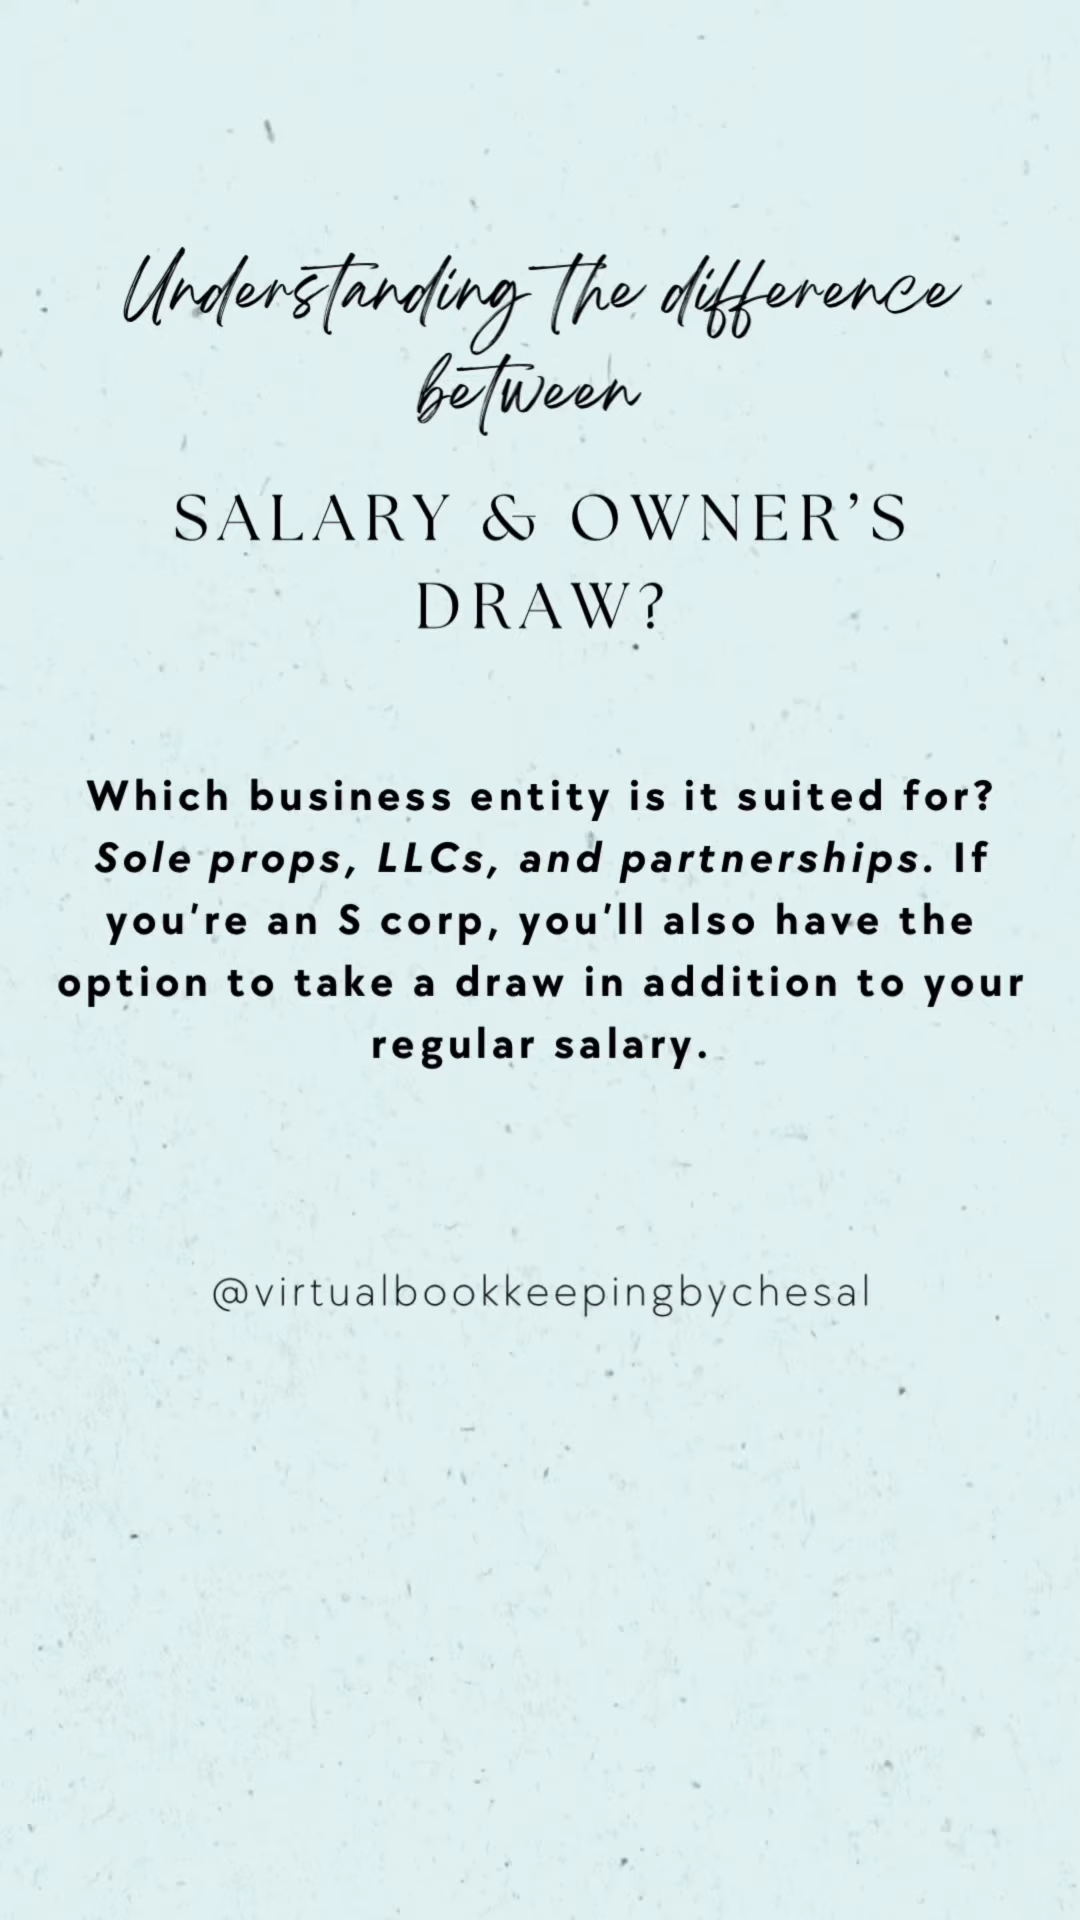 Understanding the difference
between
SALARY & OWNER’S
DRAW?
Which business entity is it suited for?
Sole props, LLCs, and partnerships. If
you’re an S corp, you’ll also have the
option to take a draw in addition to your
regular salary.
@virtualbookkeepingbychesal